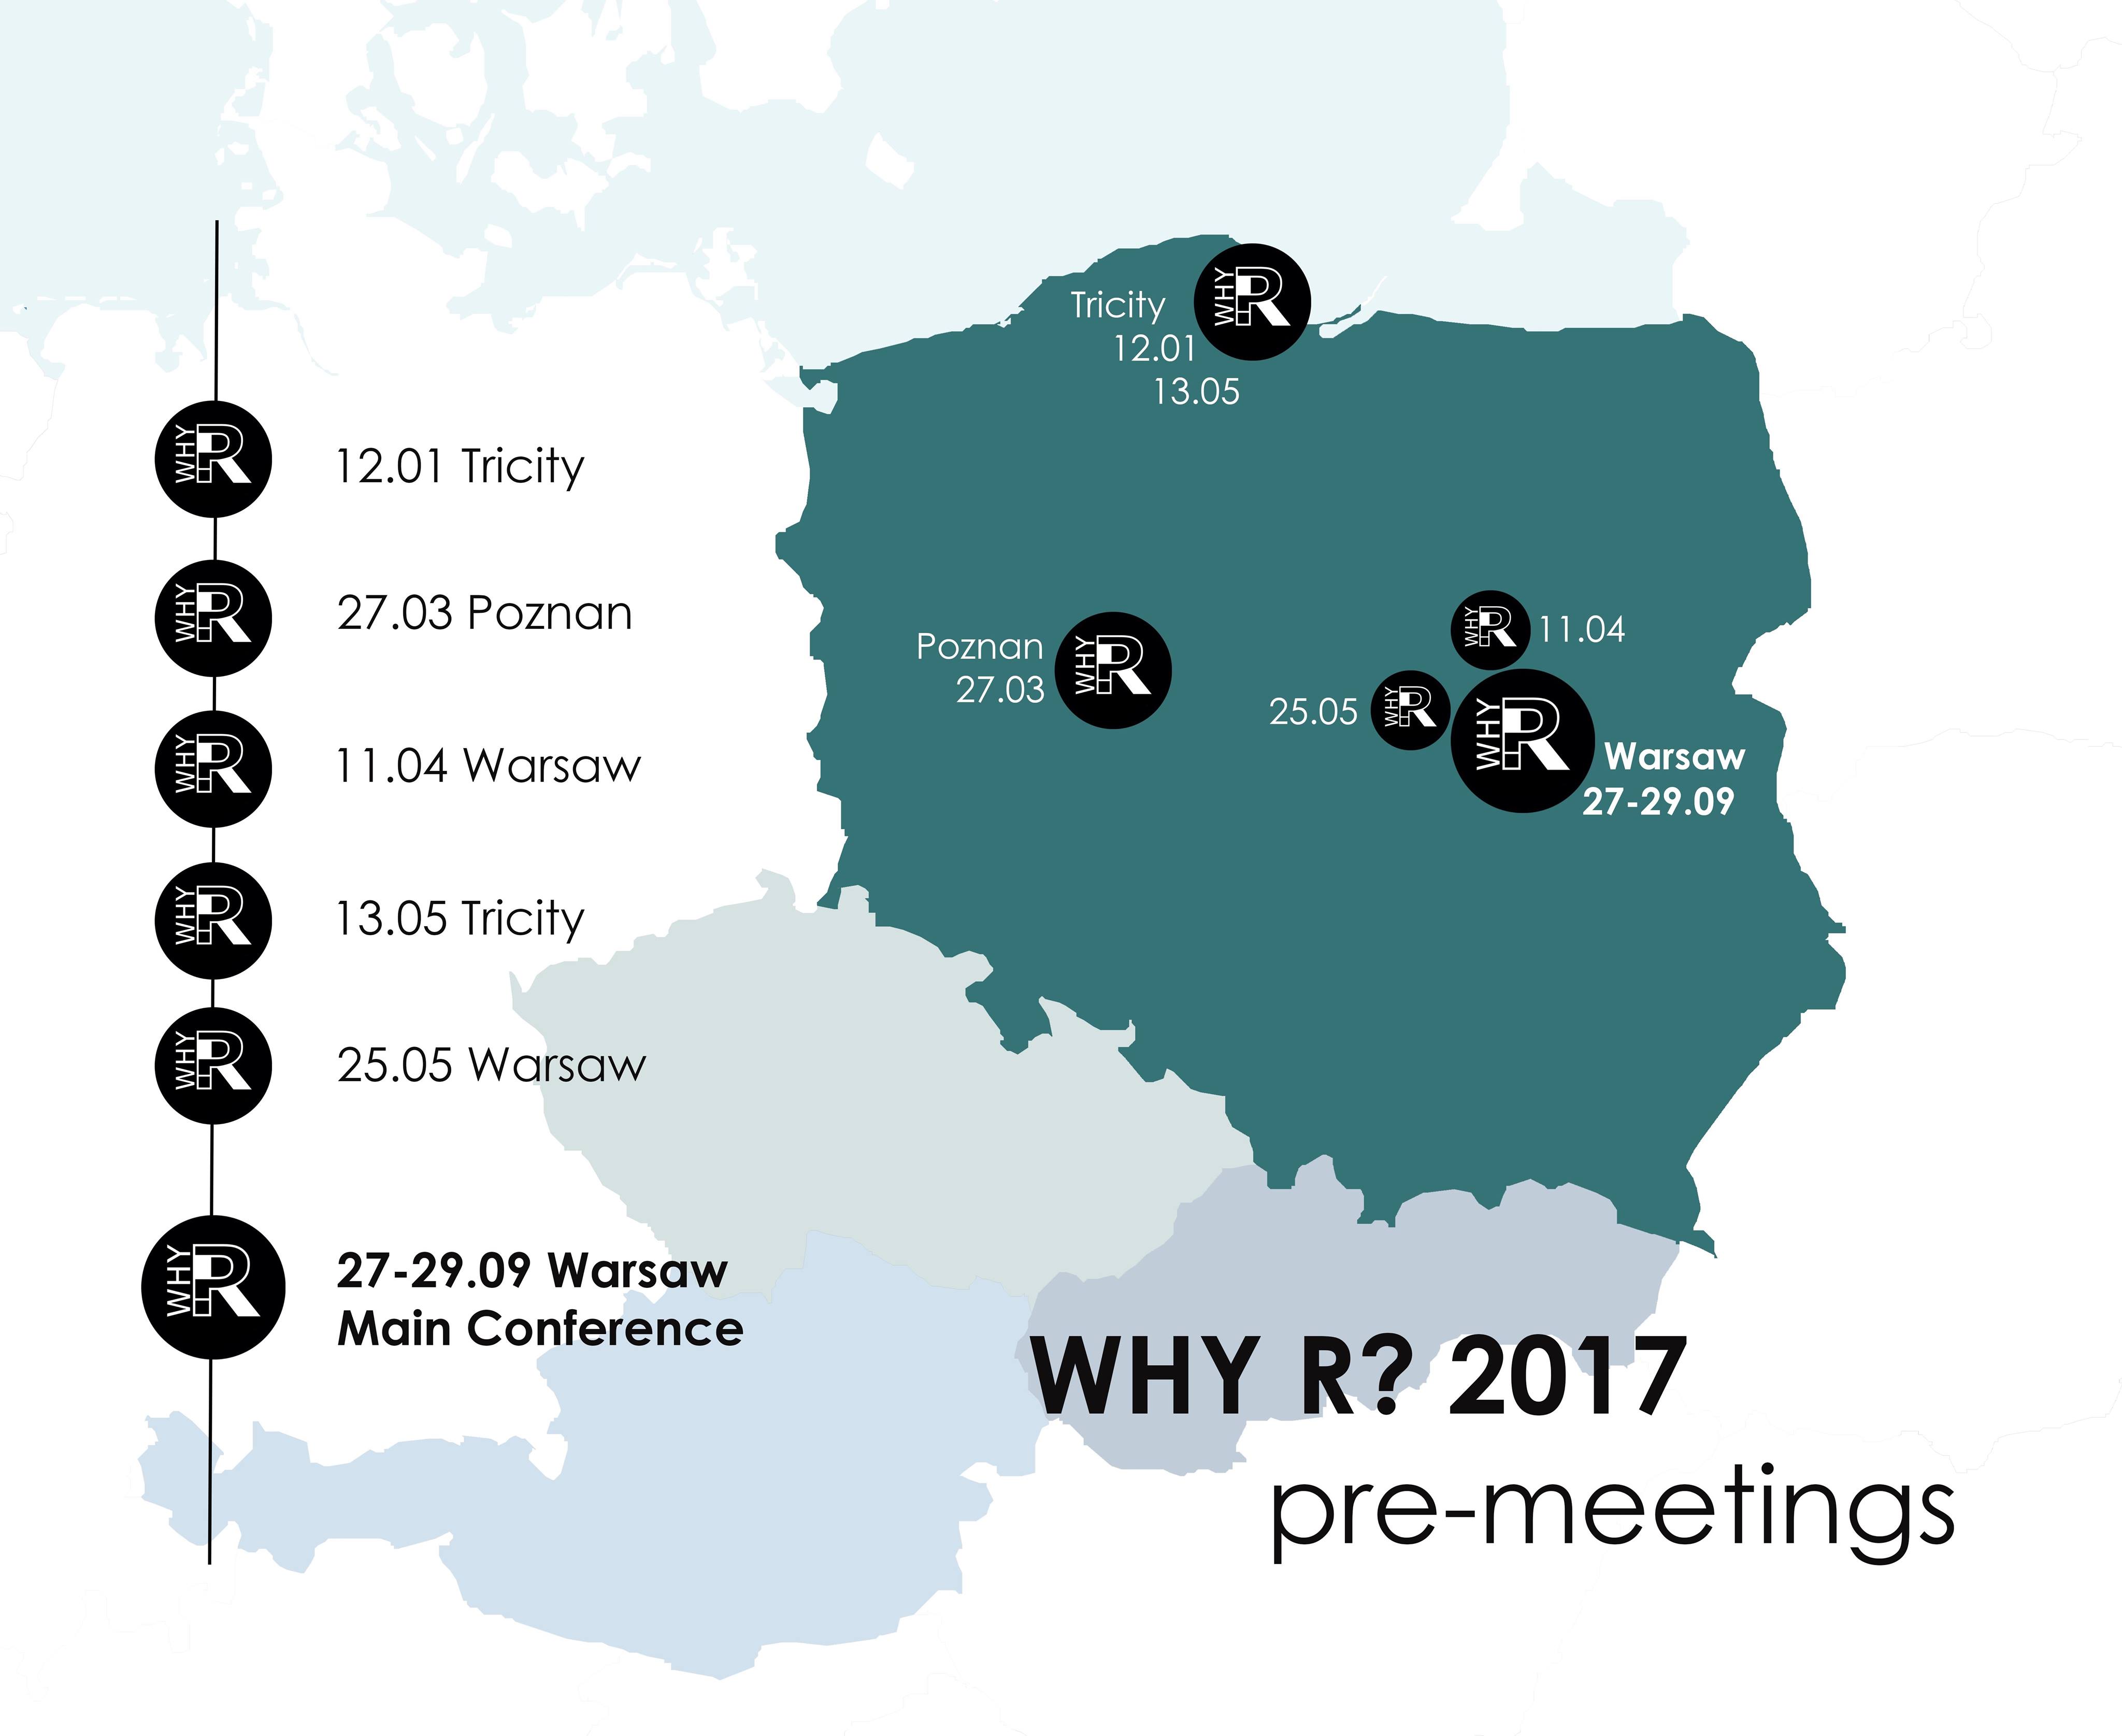 WHY R
12.01 Tricity
WHY R
27.03 Poznan
WHY R
11.04 Warsaw
WHY R
13.05 Tricity
WHY R
25.05 Warsaw
WHY R
27-29.09 Warsaw
Main Conference
Tricity
12.01
13.05
WHY R
Poznan
27.03
WHY R
WHY R
11.04
25.05
WHY R
WHY R
Warsaw
27-29.09
WHY R? 2017
pre-meetings